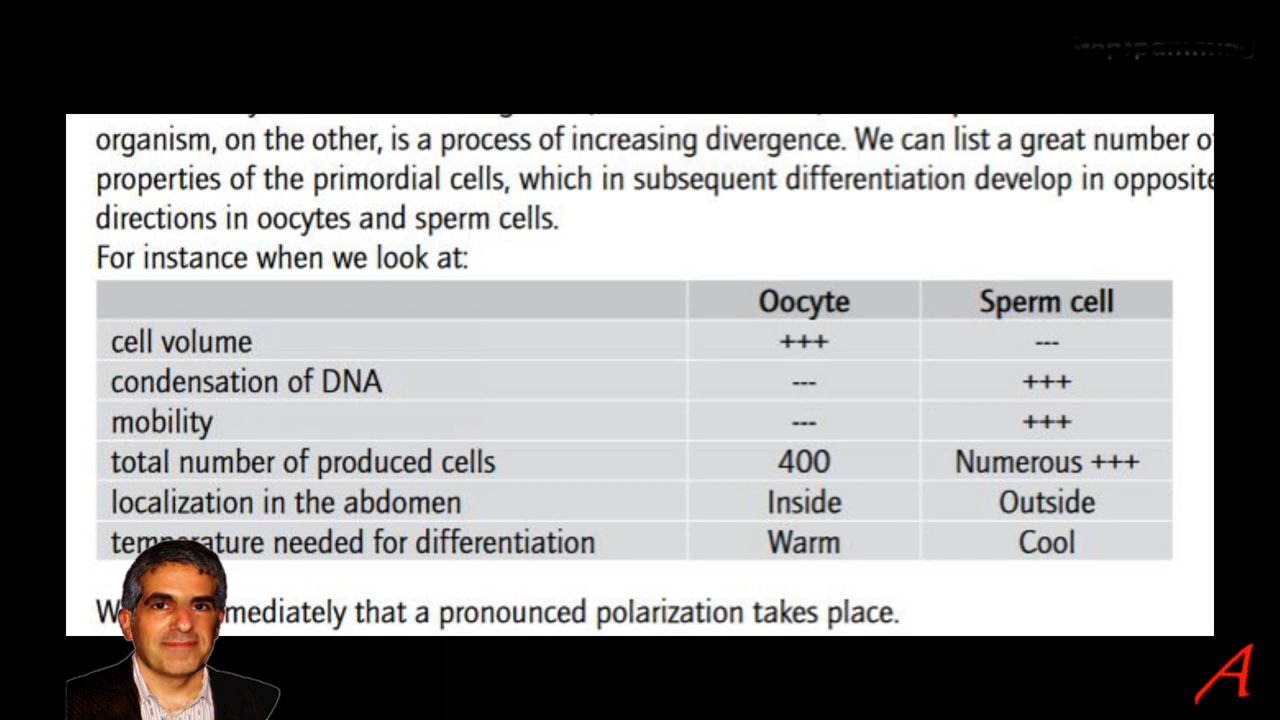 organism, on the other, is a process of increasing divergence. We can list a great number
properties of the primordial cells, which in subsequent differentiation develop in opposite
directions in oocytes and sperm cells.
For instance when we look at:
Oocyte Sperm cell
cell volume +++ ---
condensation of DNA --- +++
mobility --- +++
total number of produced cells 400 Numerous +++
localization in the abdomen Inside Outside
temperature needed for differentiation Warm Cool
that a pronounced polarization takes place.
A